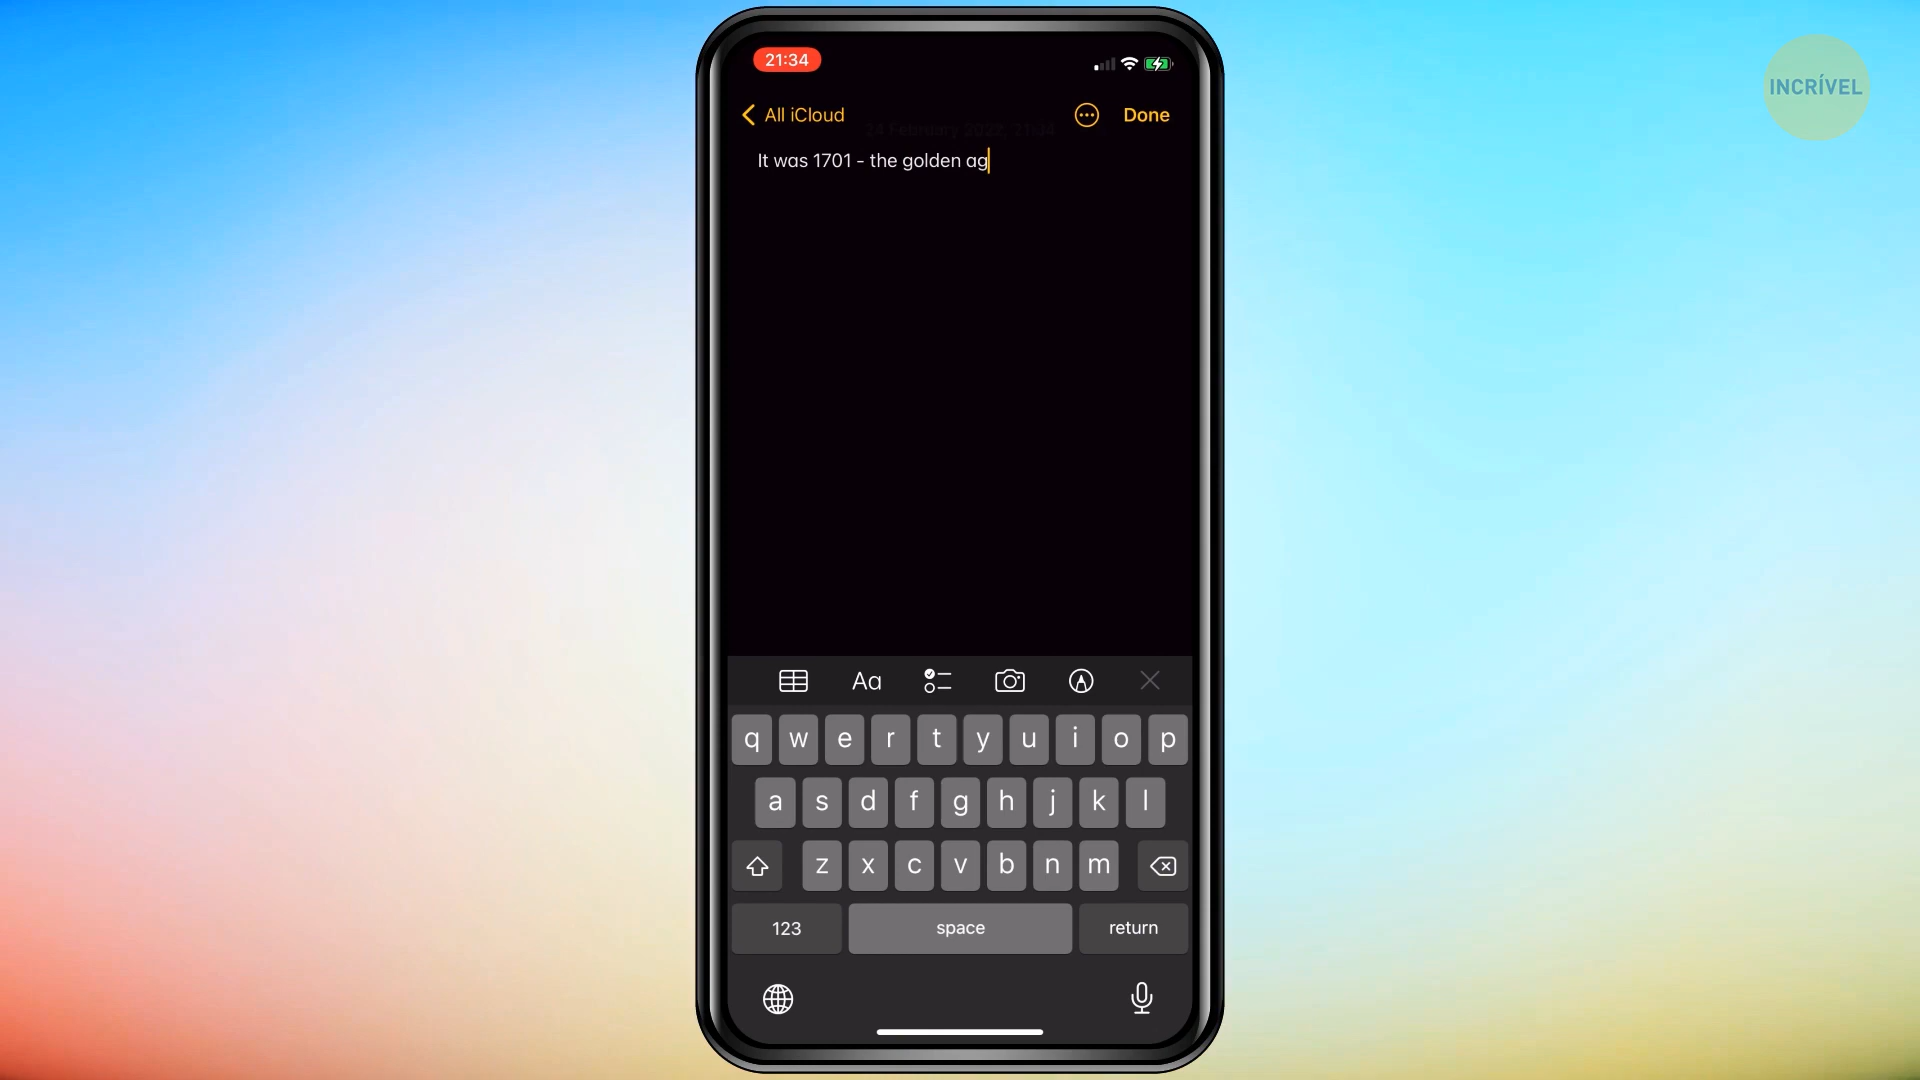 21:34
INCRÍVEL
All iCloud
Done
24 February 2022, 21:34
It was 1701 - the golden ag
Aa
q w e r t y u i o p
a s d f g h j k l
z x c v b n m
123 space return